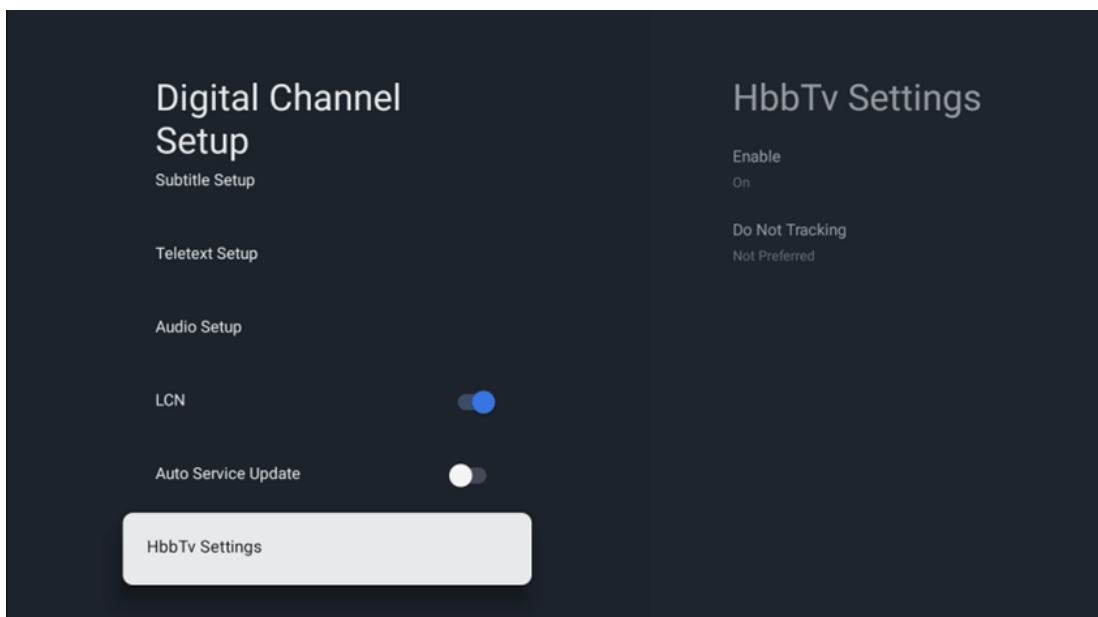 Digital Channel
Setup
Subtitle Setup
Teletext Setup
Audio Setup
LCN
Auto Service Update
HbbTv Settings
HbbTv Settings
Enable
On
Do Not Tracking
Not Preferred